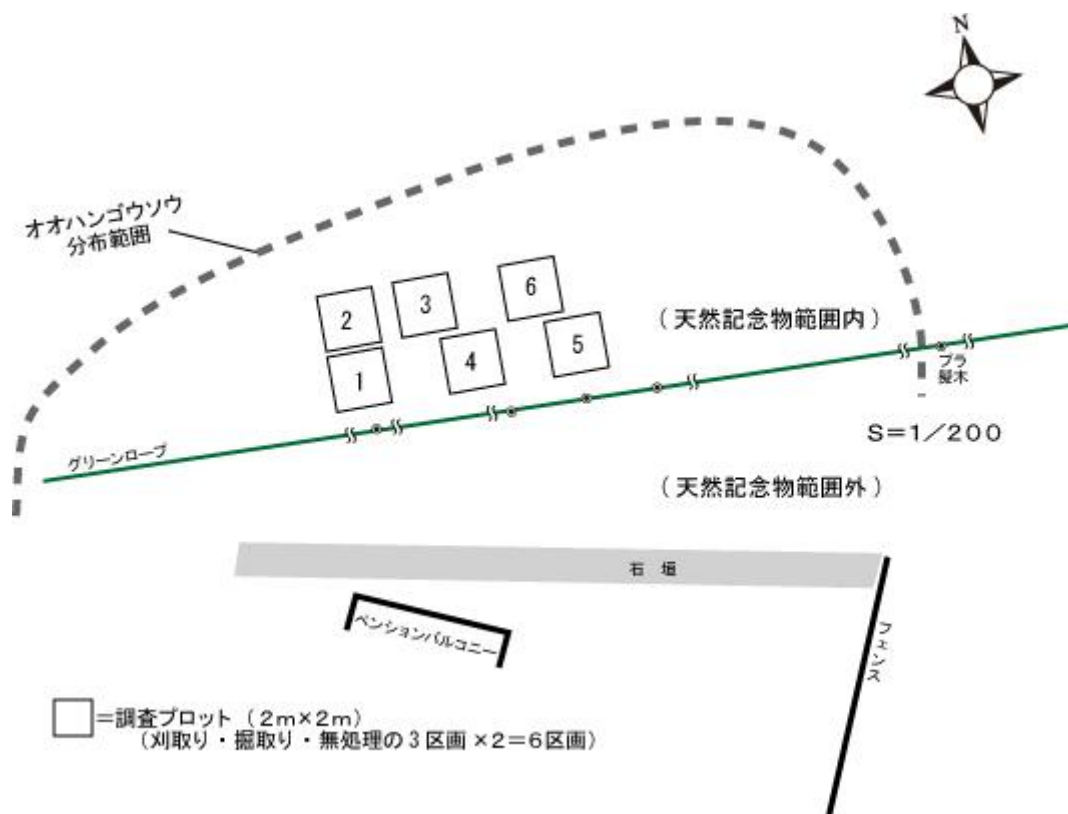 N
オオハンゴウソウ
分布範囲
2
3
6
1
4
5
(天然記念物範囲内)
プラ
擬木
グリーンロープ
S=1/200
(天然記念物範囲外)
石垣
ペンションバルコニー
フェンス
=調査プロット(2m×2m)
(刈取り・掘取り・無処理の3区画×2=6区画)